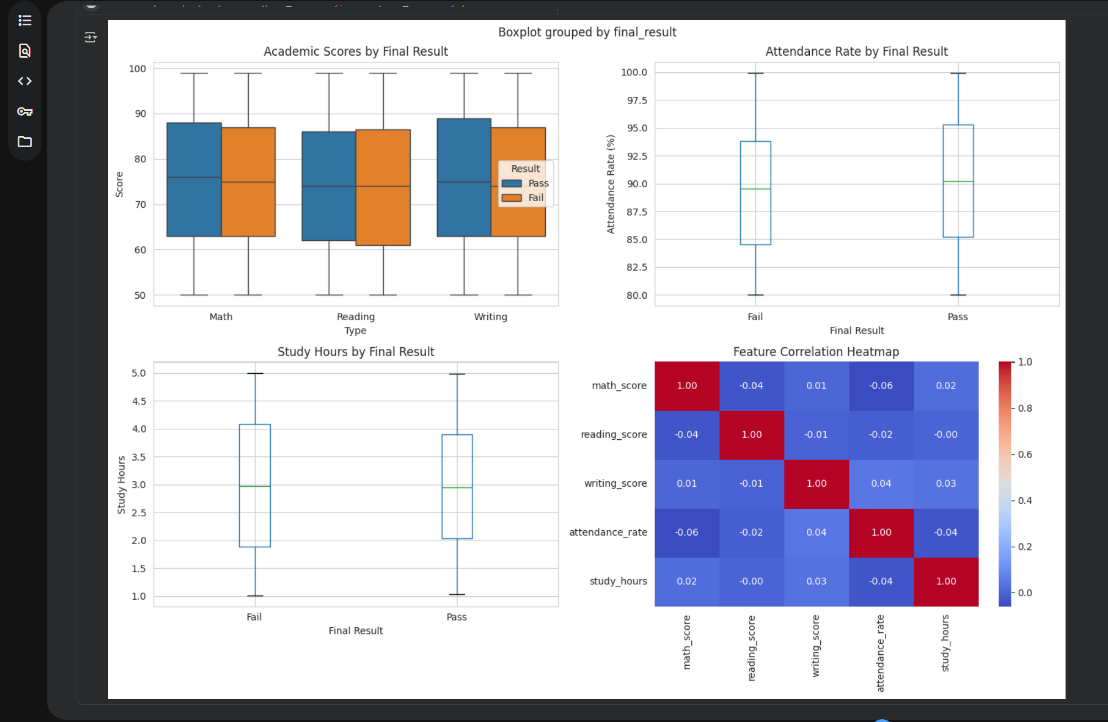 Boxplot grouped by final_result
Academic Scores by Final Result
100
90
80
70
60
50
Score
Result
Pass
Fail
Math
Reading
Writing
Type
Attendance Rate by Final Result
100.0
97.5
95.0
92.5
90.0
87.5
85.0
82.5
80.0
Attendance Rate (%)
Fail
Pass
Final Result
Study Hours by Final Result
5.0
4.5
4.0
3.5
3.0
2.5
2.0
1.5
1.0
Study Hours
Fail
Pass
Final Result
Feature Correlation Heatmap
math_score 1.00 -0.04 0.01 -0.06 0.02
reading_score -0.04 1.00 -0.01 -0.02 -0.00
writing_score 0.01 -0.01 1.00 0.04 0.03
attendance_rate -0.06 -0.02 0.04 1.00 -0.04
study_hours 0.02 -0.00 0.03 -0.04 1.00
math_score
reading_score
writing_score
attendance_rate
study_hours
1.0
0.8
0.6
0.4
0.2
0.0